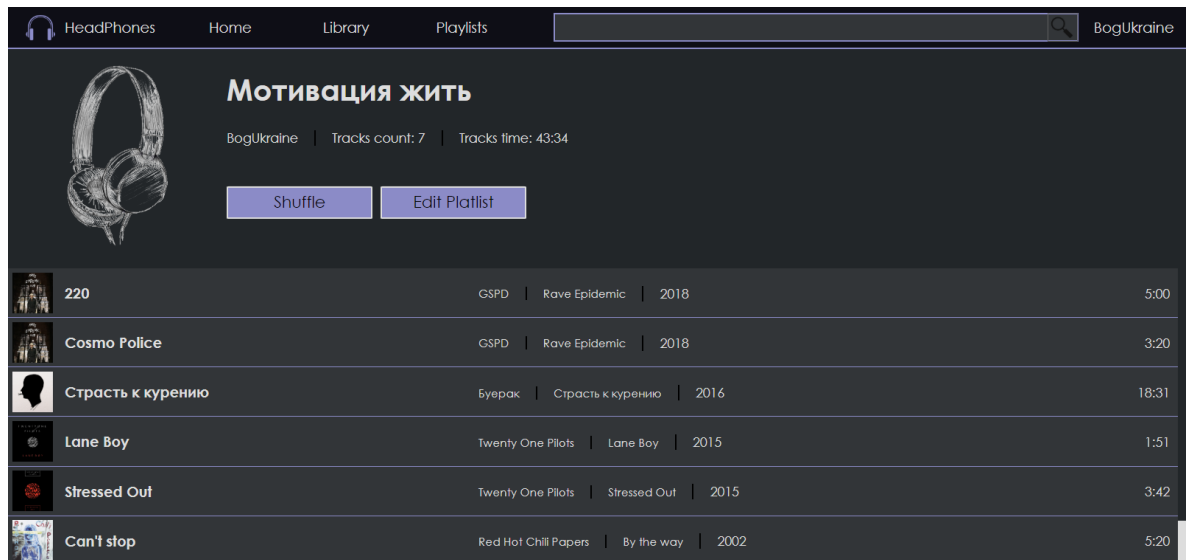 HeadPhones Home Library Playlists BogUkraine
Мотивация жить
BogUkraine | Tracks count: 7 | Tracks time: 43:34
Shuffle Edit Platlist
220 GSPD | Rave Epidemic | 2018 5:00
Cosmo Police GSPD | Rave Epidemic | 2018 3:20
Страсть к курению Буерак | Страсть к курению | 2016 18:31
Lane Boy Twenty One Pilots | Lane Boy | 2015 1:51
Stressed Out Twenty One Pilots | Stressed Out | 2015 3:42
Can't stop Red Hot Chili Papers | By the way | 2002 5:20